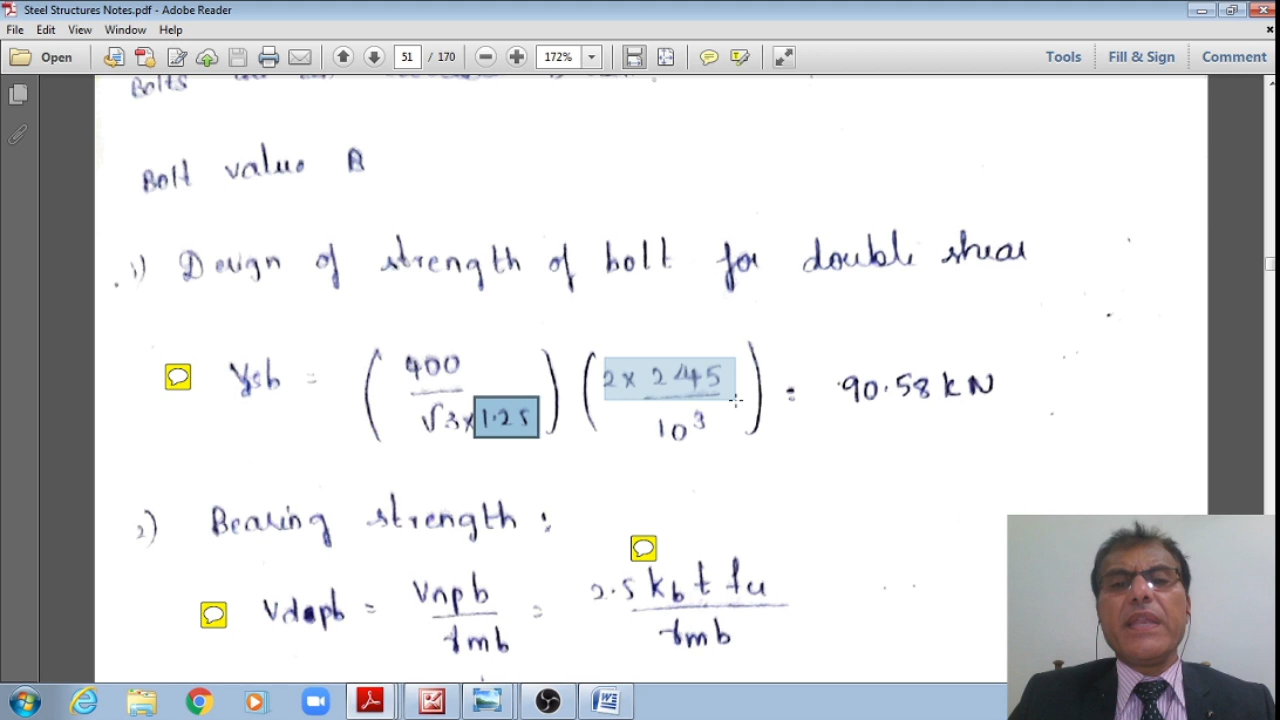 Steel Structures Notes.pdf - Adobe Reader
File Edit View Window Help
Open 51 / 170 172% Tools Fill & Sign Comment
Bolts
Bolt value B
1) Design of strength of bolt for double shear
Vsb = (400 / √3 × 1.25) (2 × 245 / 10³) = 90.58 kN
2) Bearing strength :
Vdpb = Vnpb / γmb = 2.5 kb t fu / γmb